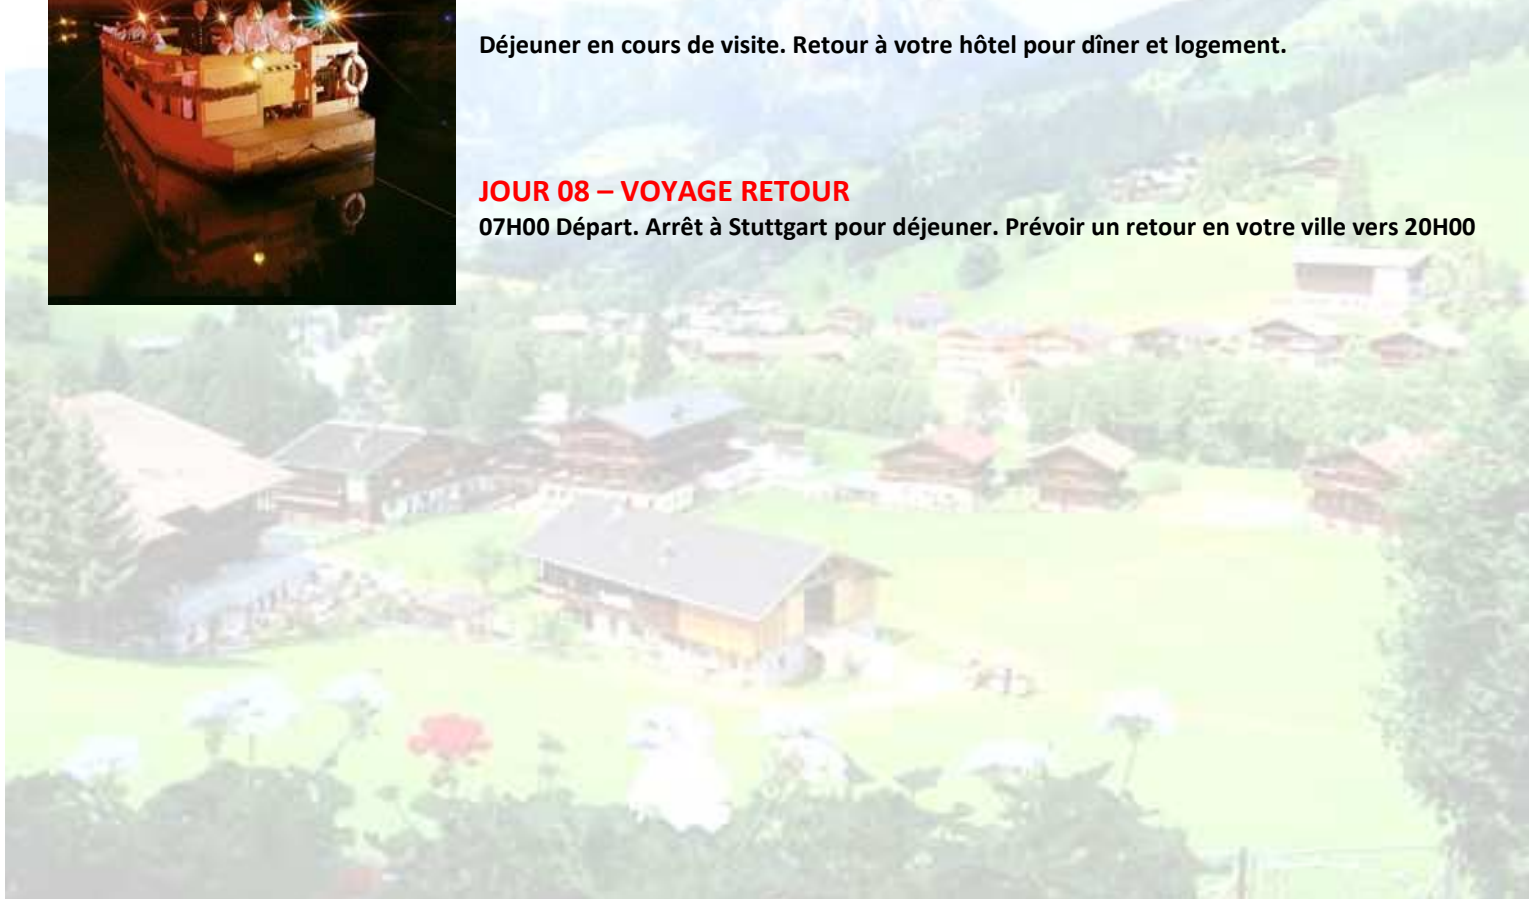 Déjeuner en cours de visite. Retour à votre hôtel pour dîner et logement.
JOUR 08 – VOYAGE RETOUR
07H00 Départ. Arrêt à Stuttgart pour déjeuner. Prévoir un retour en votre ville vers 20H00